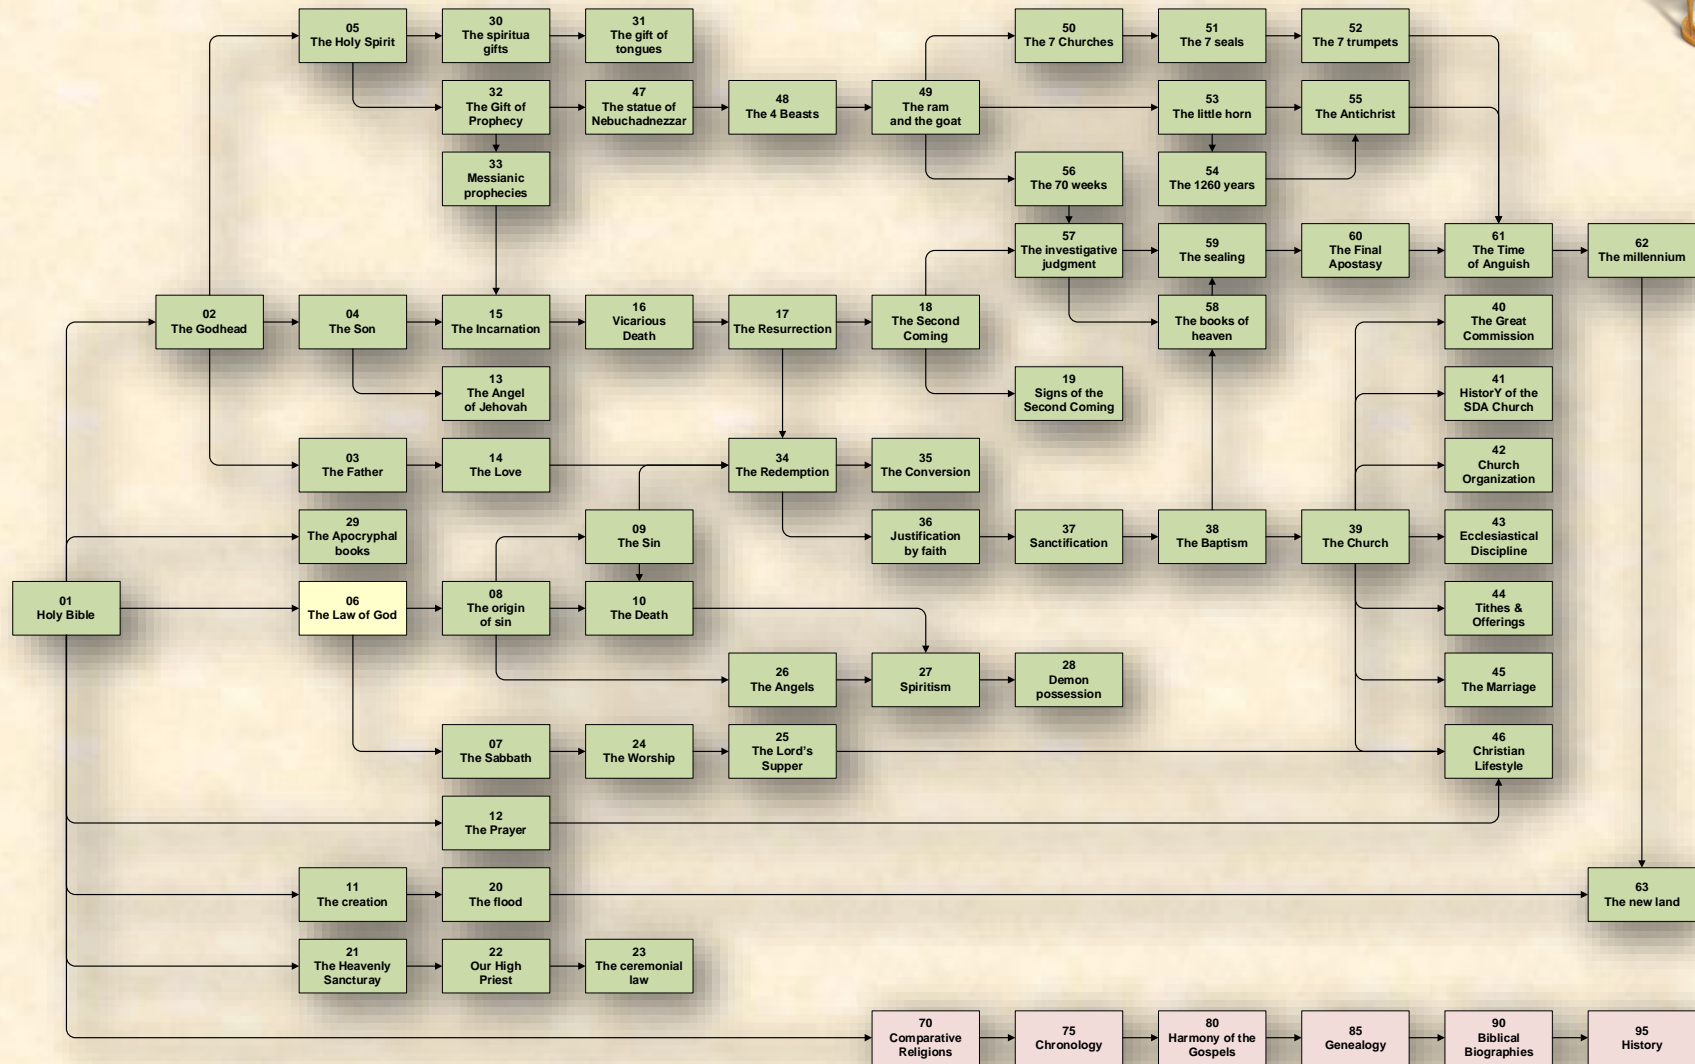 05
The Holy Spirit
30
The spiritua
gifts
31
The gift of
tongues
50
The 7 Churches
51
The 7 seals
52
The 7 trumpets
32
The Gift of
Prophecy
47
The statue of
Nebuchadnezzar
48
The 4 Beasts
49
The ram
and the goat
53
The little horn
55
The Antichrist
33
Messianic
prophecies
56
The 70 weeks
54
The 1260 years
57
The investigative
judgment
59
The sealing
60
The Final
Apostasy
61
The Time
of Anguish
62
The millennium
02
The Godhead
04
The Son
15
The Incarnation
16
Vicarious
Death
17
The Resurrection
18
The Second
Coming
58
The books of
heaven
40
The Great
Commission
13
The Angel
of Jehovah
19
Signs of the
Second Coming
41
HistorY of the
SDA Church
03
The Father
14
The Love
34
The Redemption
35
The Conversion
42
Church
Organization
29
The Apocryphal
books
09
The Sin
36
Justification
by faith
37
Sanctification
38
The Baptism
39
The Church
43
Ecclesiastical
Discipline
01
Holy Bible
06
The Law of God
08
The origin
of sin
10
The Death
44
Tithes &
Offerings
26
The Angels
27
Spiritism
28
Demon
possession
45
The Marriage
07
The Sabbath
24
The Worship
25
The Lord's
Supper
46
Christian
Lifestyle
12
The Prayer
11
The creation
20
The flood
63
The new land
21
The Heavenly
Sancturay
22
Our High
Priest
23
The ceremonial
law
70
Comparative
Religions
75
Chronology
80
Harmony of the
Gospels
85
Genealogy
90
Biblical
Biographies
95
History